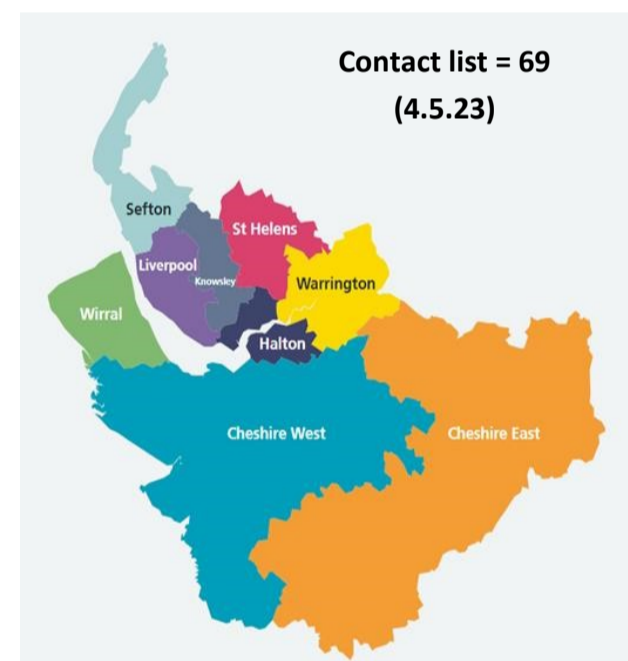 Contact list = 69
(4.5.23)
Sefton
St Helens
Liverpool
Knowsley
Warrington
Wirral
Halton
Cheshire West
Cheshire East